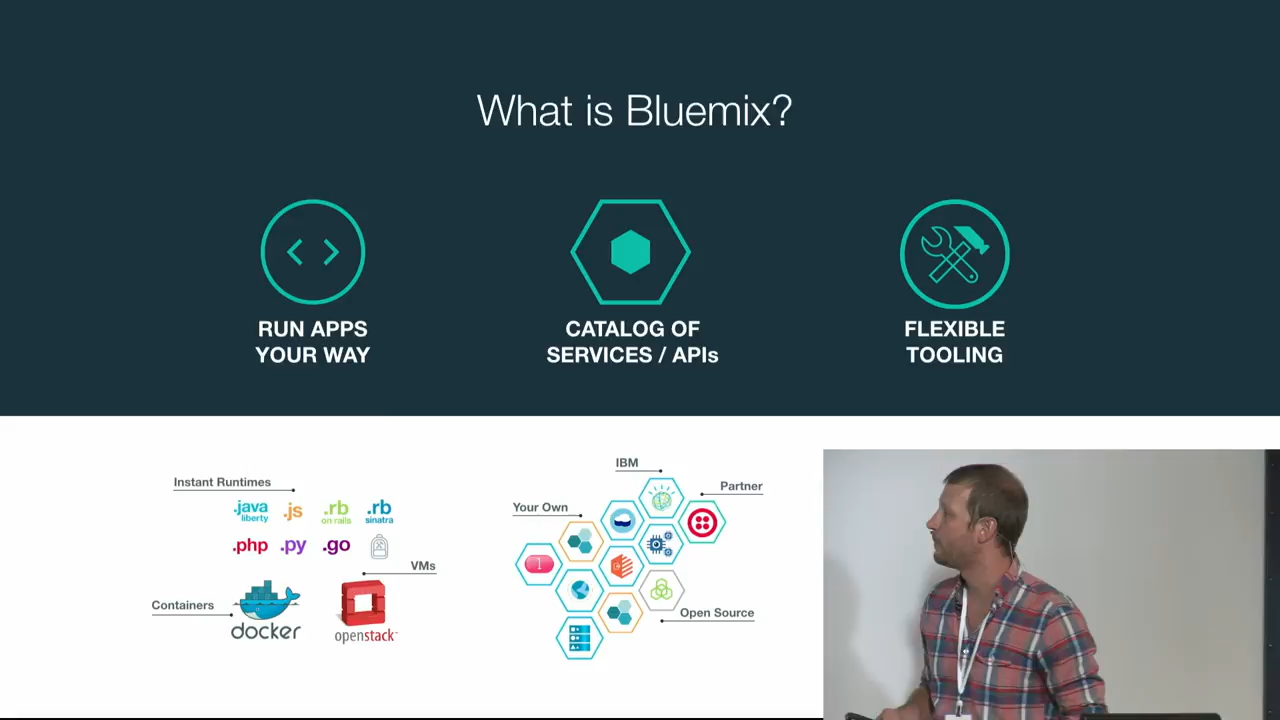 What is Bluemix?
RUN APPS
YOUR WAY
CATALOG OF
SERVICES / APIs
FLEXIBLE
TOOLING
Instant Runtimes
.java
liberty
.js
.rb
on rails
.rb
sinatra
.php
.py
.go
VMs
Containers
docker
openstack
IBM
Partner
Your Own
1
Open Source